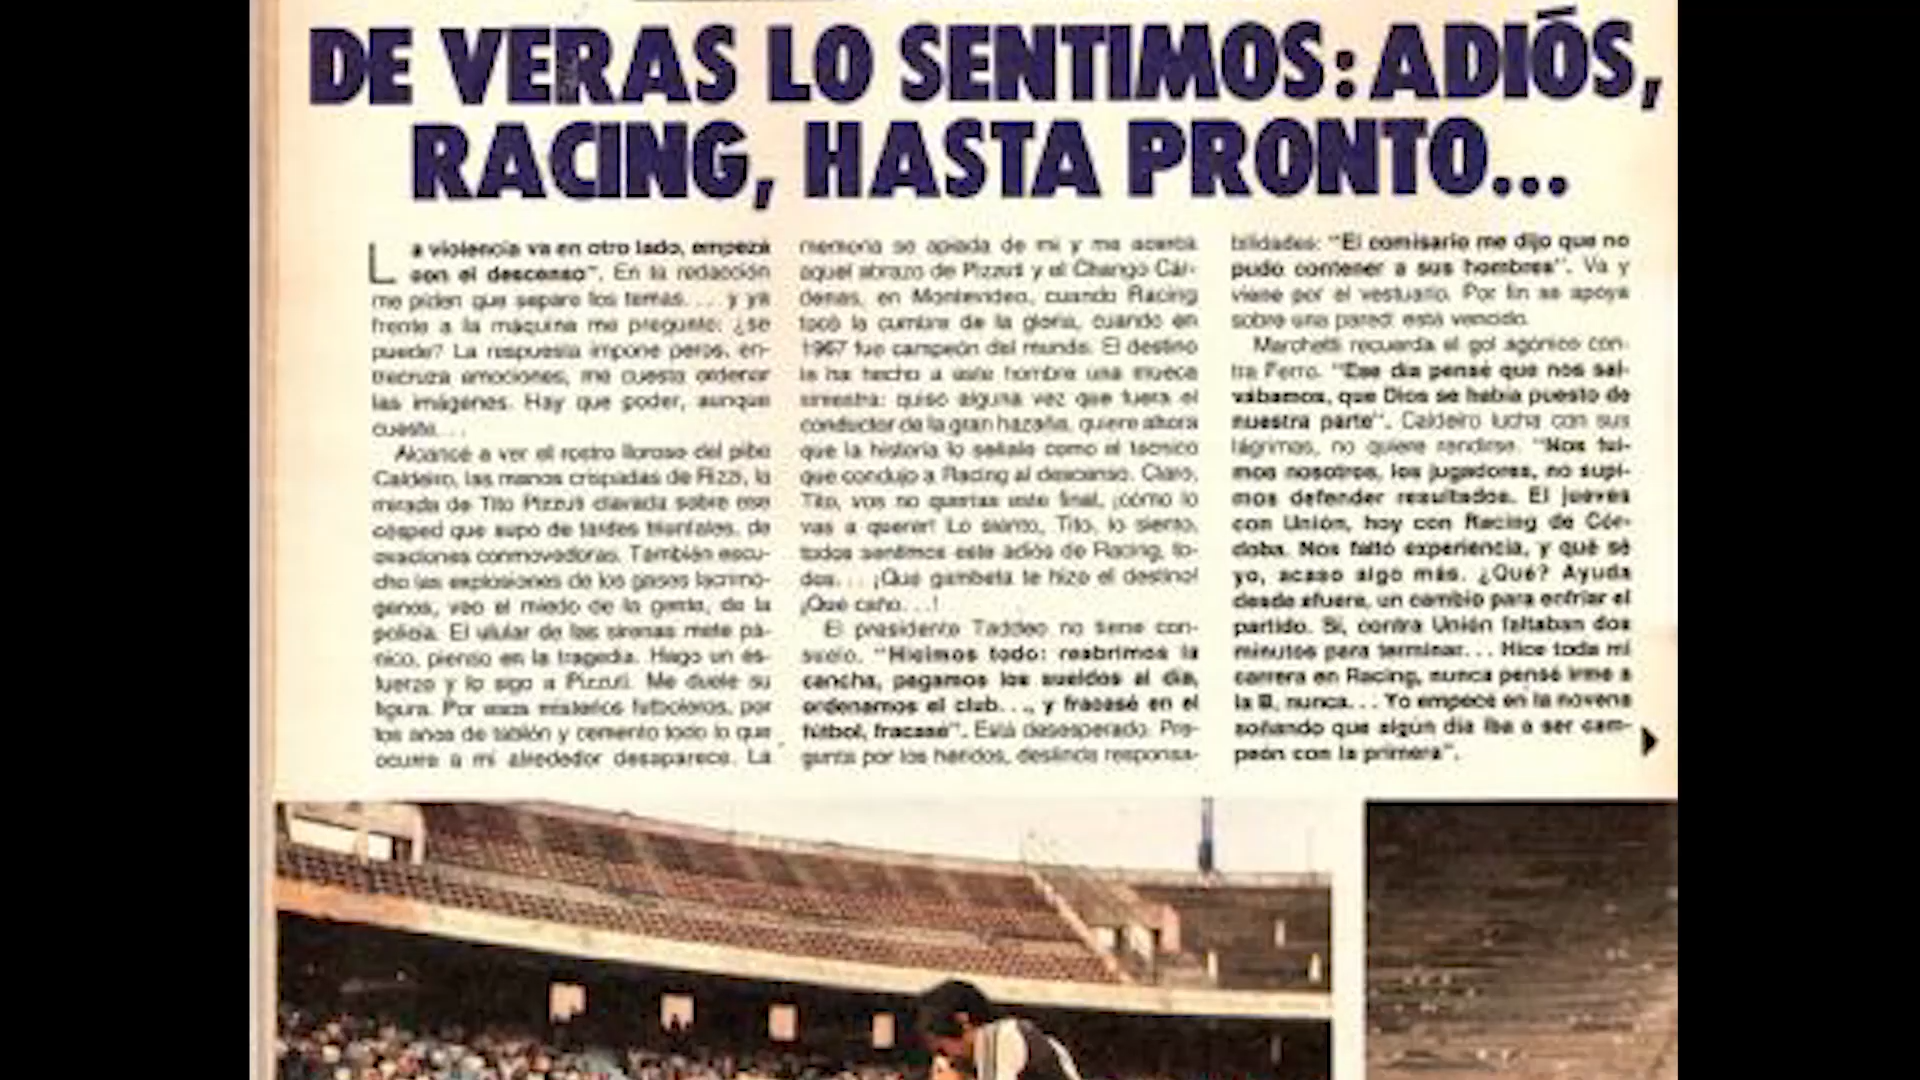 DE VERAS LO SENTIMOS: ADIÓS,
RACING, HASTA PRONTO...
La violencia va en otro lado, empezá
con el descenso". En la redacción
me piden que separe los temas... y ya
frente a la máquina me pregunto: ¿se
puede? La respuesta impone peros, en-
trecruza emociones, me cuesta ordenar
las imágenes. Hay que poder, aunque
cueste...
Alcancé a ver el rostro lloroso del pibe
Caldeiro, las manos crispadas de Rizzi, la
mirada de Tito Pizzuti clavada sobre ese
césped que supo de tardes triunfales, de
ovaciones conmovedoras. También escu-
cho las explosiones de los gases lacrimó-
genos, veo el miedo de la gente, de la
policía. El ulular de las sirenas mete pá-
nico, pienso en la tragedia. Hago un es-
fuerzo y lo sigo a Pizzuti. Me duele su
figura. Por esos misterios futboleros, por
los años de tablón y cemento todo lo que
ocurre a mi alrededor desaparece. La
memoria se apiada de mí y me acerca
aquel abrazo de Pizzuti y el Chango Cár-
denas, en Montevideo, cuando Racing
tocó la cumbre de la gloria, cuando en
1967 fue campeón del mundo. El destino
le ha hecho a este hombre una mueca
siniestra: quiso alguna vez que fuera el
conductor de la gran hazaña, quiere ahora
que la historia lo señale como el técnico
que condujo a Racing al descenso. Claro,
Tito, vos no querías este final, ¡cómo lo
vas a querer! Lo siento, Tito, lo siento,
todos sentimos este adiós de Racing, to-
dos... ¡Qué gambeta te hizo el destino!
¡Qué caño...!
El presidente Taddeo no tiene con-
suelo. "Hicimos todo: reabrimos la
cancha, pagamos los sueldos al día,
ordenamos el club..., y fracasé en el
fútbol, fracasé". Está desesperado. Pre-
gunta por los heridos, deslinda responsa-
bilidades: "El comisario me dijo que no
pudo contener a sus hombres". Va y
viene por el vestuario. Por fin se apoya
sobre una pared: está vencido.
Marchetti recuerda el gol agónico con-
tra Ferro. "Ese día pensé que nos sal-
vábamos, que Dios se había puesto de
nuestra parte". Caldeiro lucha con sus
lágrimas, no quiere rendirse. "Nos fui-
mos nosotros, los jugadores, no supi-
mos defender resultados. El jueves
con Unión, hoy con Racing de Cór-
doba. Nos faltó experiencia, y qué sé
yo, acaso algo más. ¿Qué? Ayuda
desde afuera, un cambio para enfriar el
partido. Sí, contra Unión faltaban dos
minutos para terminar... Hice toda mi
carrera en Racing, nunca pensé irme a
la B, nunca... Yo empecé en la novena
soñando que algún día iba a ser cam-
peón con la primera".